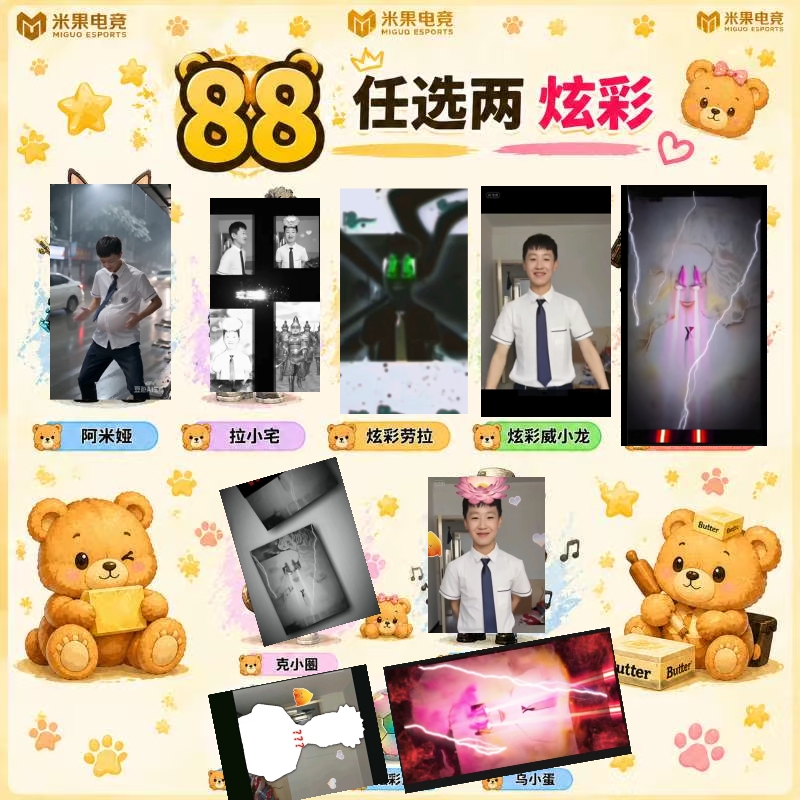 米果电竞
MIGUO ESPORTS
米果电竞
MIGUO ESPORTS
米果电竞
MIGUO ESPORTS
88
任选两 炫彩
阿米娅
拉小宅
炫彩劳拉
炫彩威小龙
克小圈
Butter
Butter
Butter
???
乌小蛋